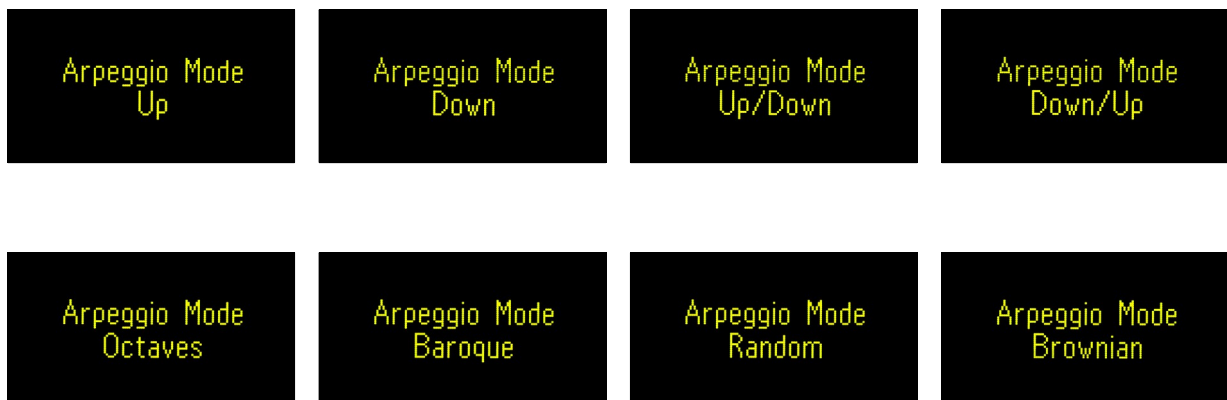 Arpeggio Mode
Up
Arpeggio Mode
Down
Arpeggio Mode
Up/Down
Arpeggio Mode
Down/Up
Arpeggio Mode
Octaves
Arpeggio Mode
Baroque
Arpeggio Mode
Random
Arpeggio Mode
Brownian